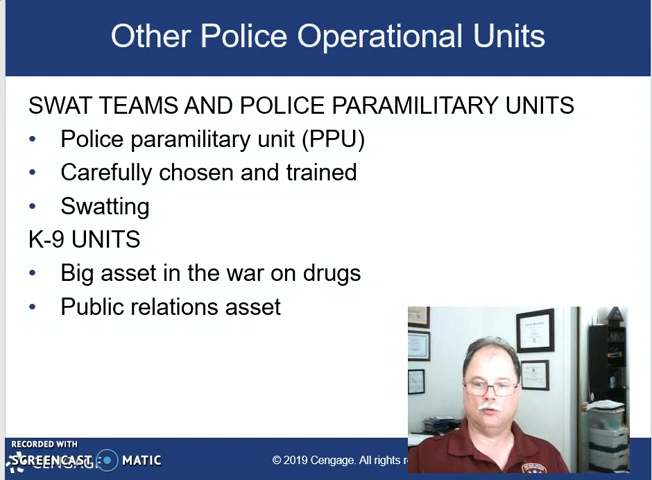 Other Police Operational Units
SWAT TEAMS AND POLICE PARAMILITARY UNITS
• Police paramilitary unit (PPU)
• Carefully chosen and trained
• Swatting
K-9 UNITS
• Big asset in the war on drugs
• Public relations asset
RECORDED WITH
SCREENCAST MATIC
CENGAGE
© 2019 Cengage. All rights